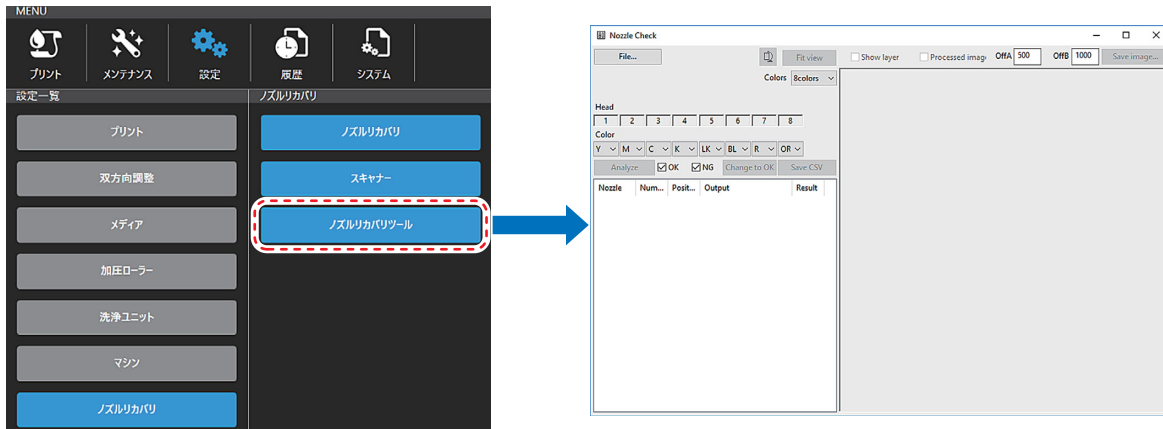 MENU
プリント メンテナンス 設定 履歴 システム
設定一覧
プリント
双方向調整
メディア
加圧ローラー
洗浄ユニット
マシン
ノズルリカバリ
ノズルリカバリ
ノズルリカバリ
スキャナー
ノズルリカバリツール
Nozzle Check
File... Fit view Show layer Processed imag OffA 500 OffB 1000 Save image...
Colors 8colors
Head
1 2 3 4 5 6 7 8
Color
Y M C K LK BL R OR
Analyze OK NG Change to OK Save CSV
Nozzle Num... Posit... Output Result